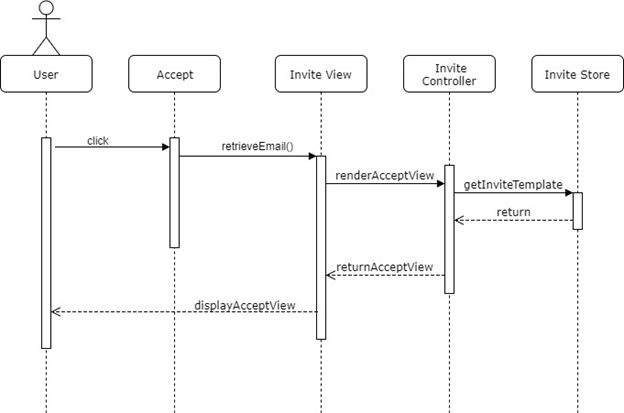 User
Accept
Invite View
Invite
Controller
Invite Store
click
retrieveEmail()
renderAcceptView
getInviteTemplate
return
returnAcceptView
displayAcceptView